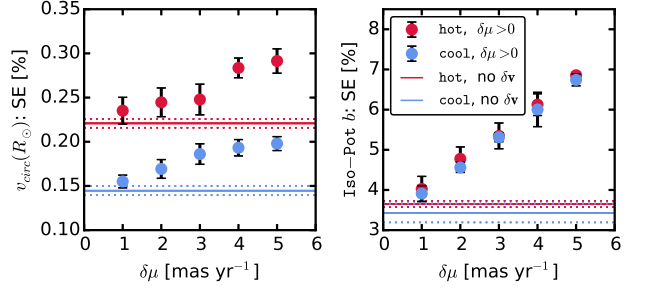 0.35
0.30
0.25
0.20
0.15
0.10
v_circ(R_⊙): SE [%]
0 1 2 3 4 5 6
δμ [mas yr⁻¹]
8
7
6
5
4
3
Iso−Pot b: SE [%]
hot, δμ>0
cool, δμ>0
hot, no δv
cool, no δv
0 1 2 3 4 5 6
δμ [mas yr⁻¹]